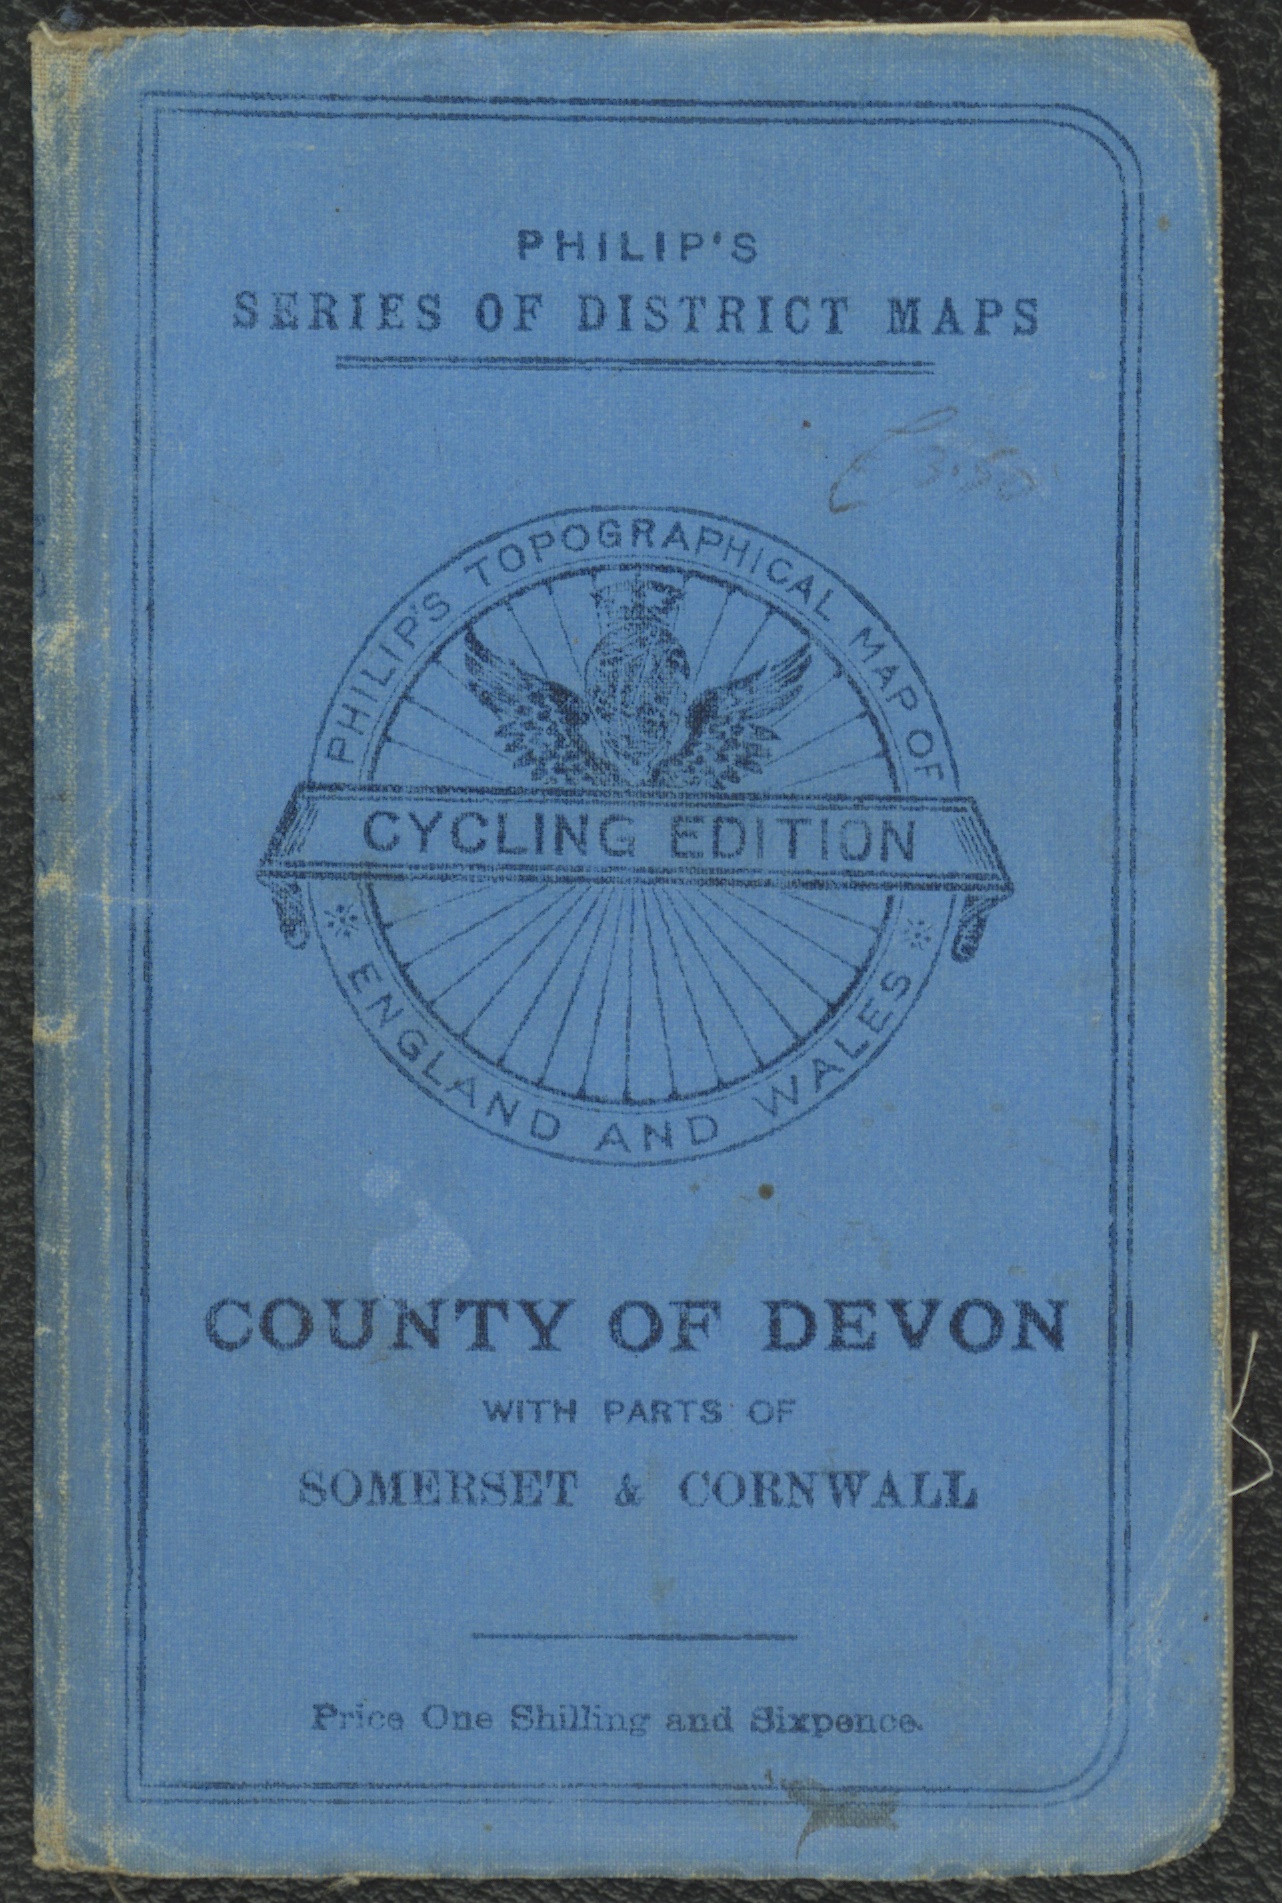 PHILIP'S
SERIES OF DISTRICT MAPS
PHILIP'S TOPOGRAPHICAL MAP OF
CYCLING EDITION
ENGLAND AND WALES
COUNTY OF DEVON
WITH PARTS OF
SOMERSET & CORNWALL
Price One Shilling and Sixpence.